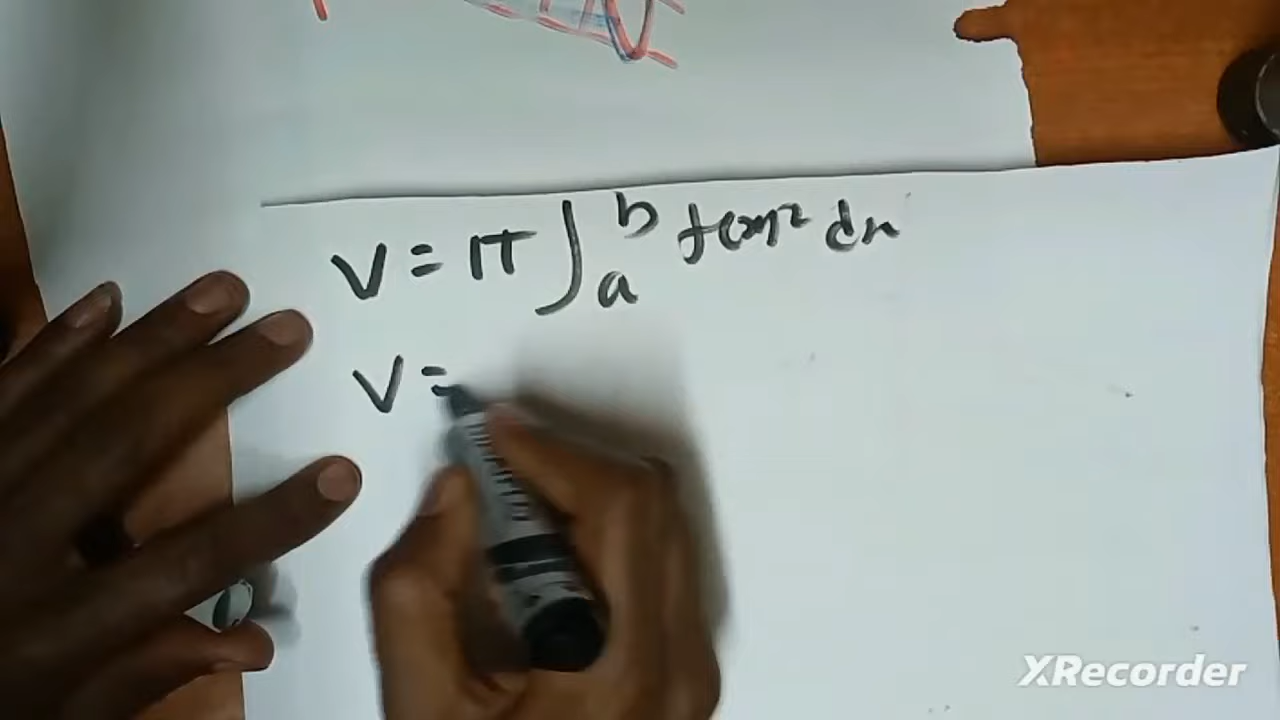 V = π ∫ₐᵇ f(x)² dx
V =
XRecorder